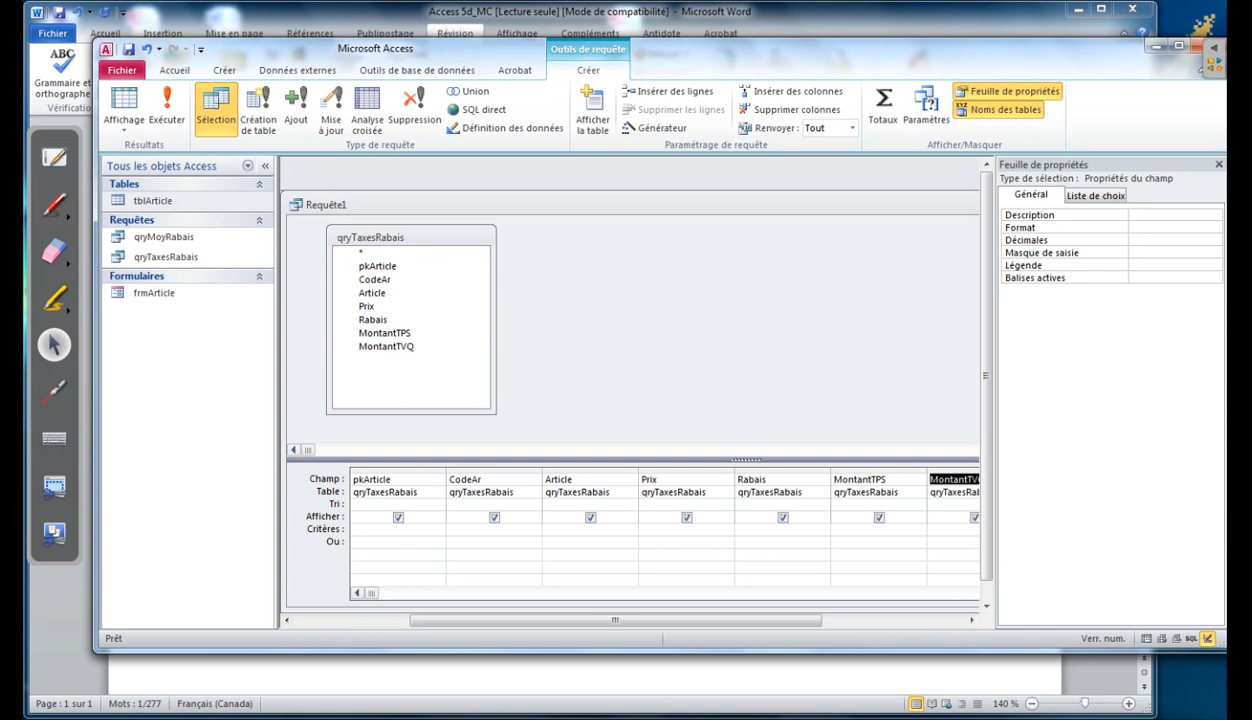 Access 5d_MC [Lecture seule] [Mode de compatibilité] - Microsoft Word
Fichier Accueil Insertion Mise en page Références Publipostage Révision Affichage Compléments Antidote Acrobat
ABC
Grammaire et
orthographe
Vérificatio
Microsoft Access
Outils de requête
Fichier Accueil Créer Données externes Outils de base de données Acrobat Créer
Affichage Exécuter
Résultats
Sélection Création de table Ajout Mise à jour Analyse croisée Suppression
Union
SQL direct
Définition des données
Type de requête
Afficher la table
Insérer des lignes
Supprimer les lignes
Générateur
Insérer des colonnes
Supprimer colonnes
Renvoyer : Tout
Paramétrage de requête
Totaux Paramètres
Feuille de propriétés
Noms des tables
Afficher/Masquer
Tous les objets Access
Tables
tblArticle
Requêtes
qryMoyRabais
qryTaxesRabais
Formulaires
frmArticle
Requête1
qryTaxesRabais
*
pkArticle
CodeAr
Article
Prix
Rabais
MontantTPS
MontantTVQ
Champ : pkArticle CodeAr Article Prix Rabais MontantTPS MontantTV
Table : qryTaxesRabais qryTaxesRabais qryTaxesRabais qryTaxesRabais qryTaxesRabais qryTaxesRabais qryTaxesRal
Tri :
Afficher :
Critères :
Ou :
Feuille de propriétés
Type de sélection : Propriétés du champ
Général Liste de choix
Description
Format
Décimales
Masque de saisie
Légende
Balises actives
Prêt
Verr. num.
SQL
Page : 1 sur 1 Mots : 1/277 Français (Canada) 140 %